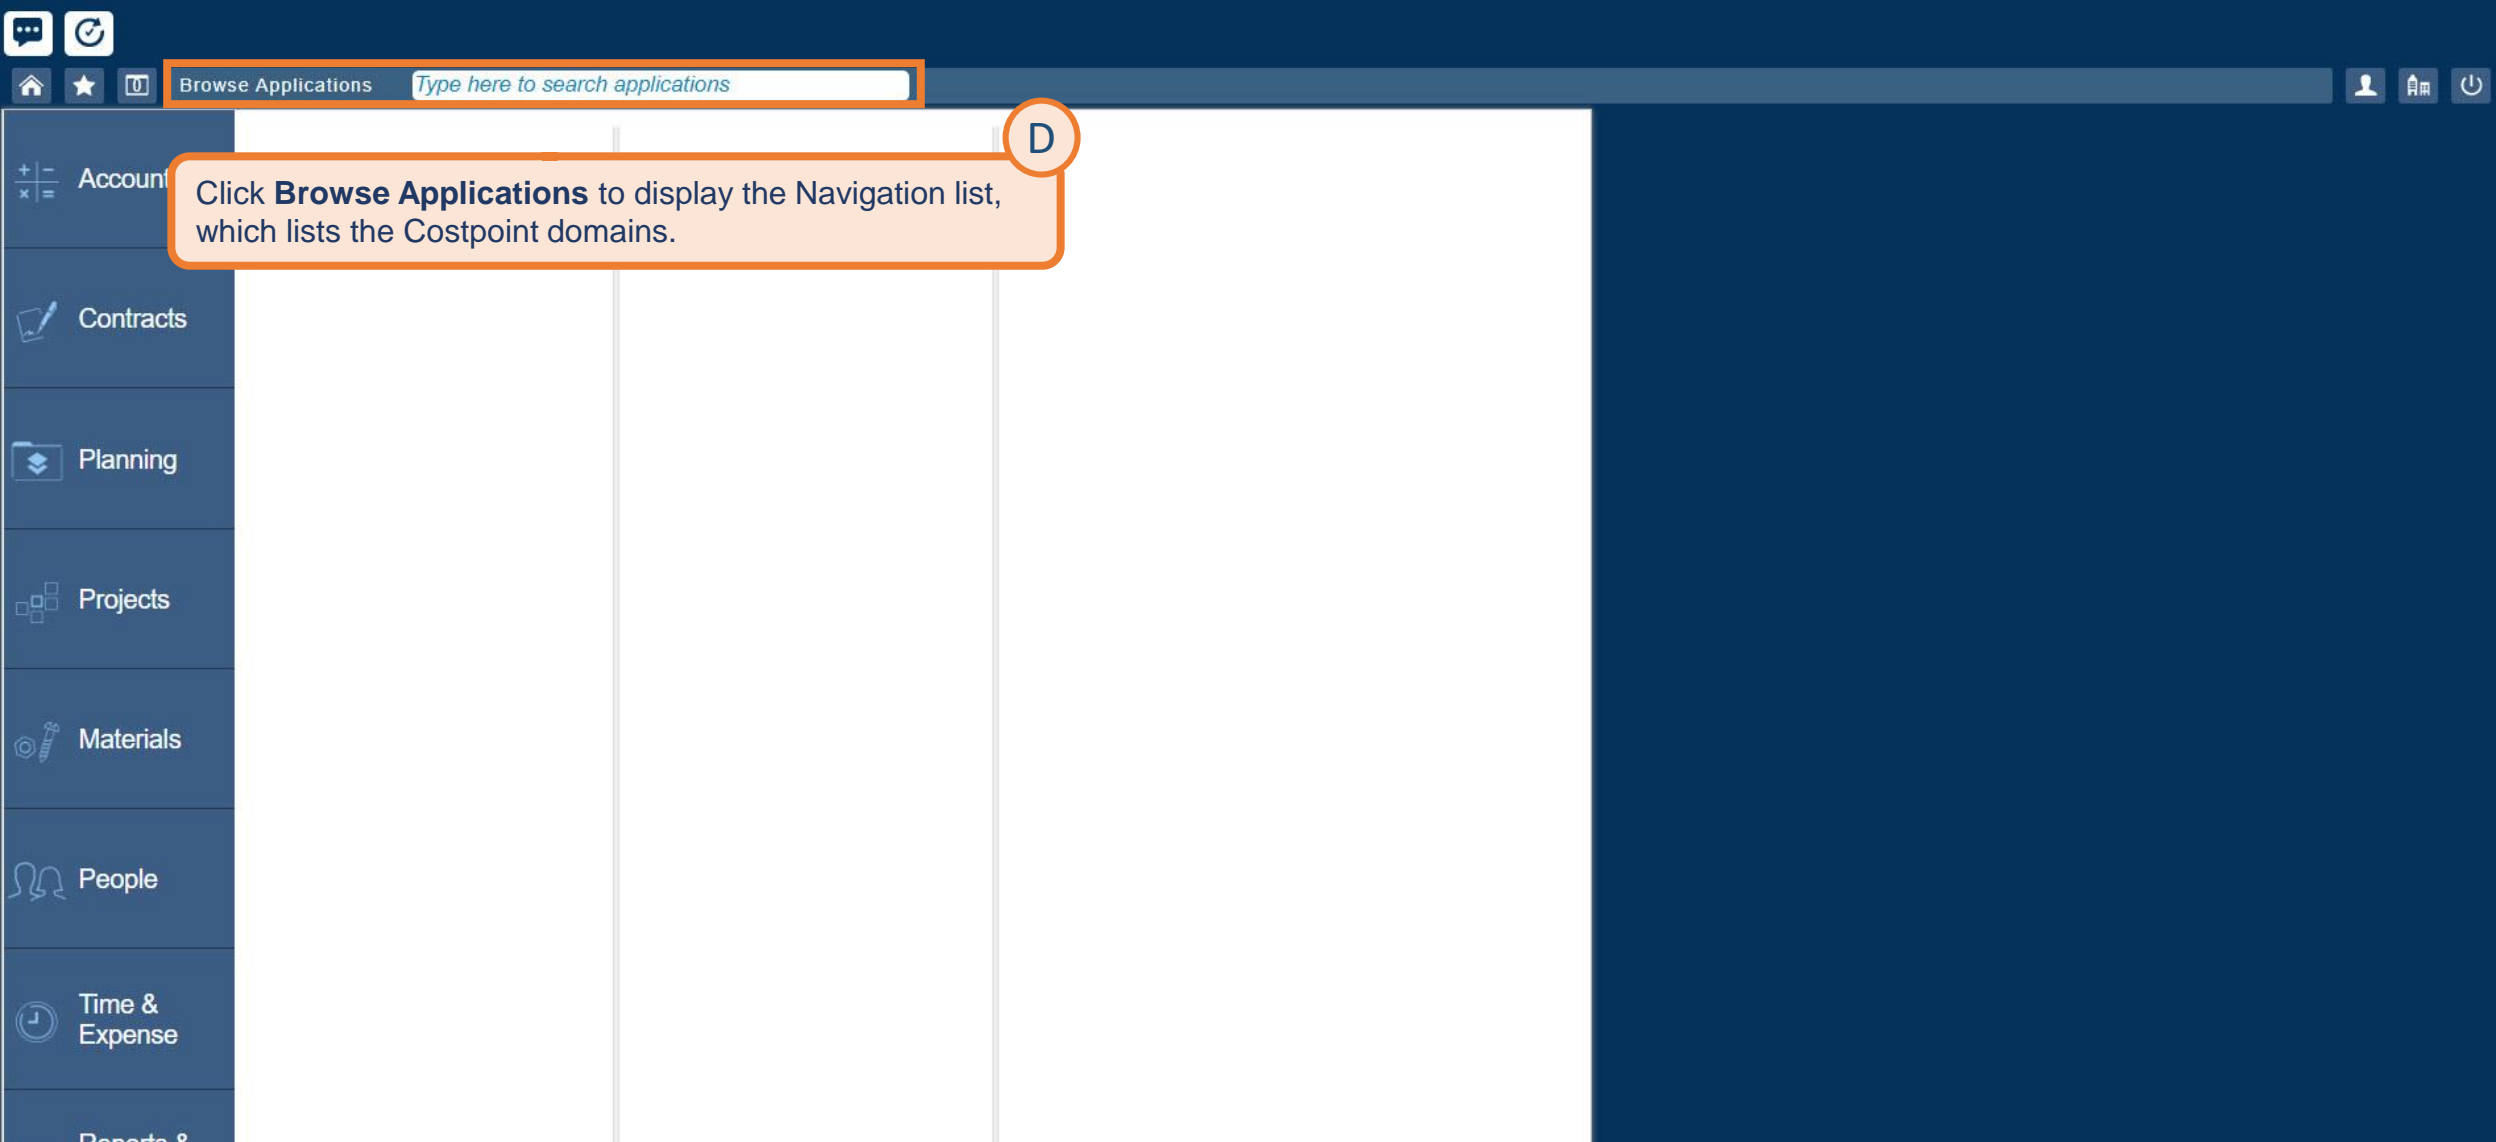 Browse Applications
Type here to search applications
D
Click Browse Applications to display the Navigation list,
which lists the Costpoint domains.
Contracts
Planning
Projects
Materials
People
Time &
Expense
Reports &